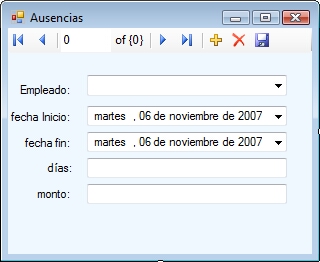 Ausencias
0 of {0}
Empleado:
fecha Inicio: martes , 06 de noviembre de 2007
fecha fin: martes , 06 de noviembre de 2007
días:
monto: